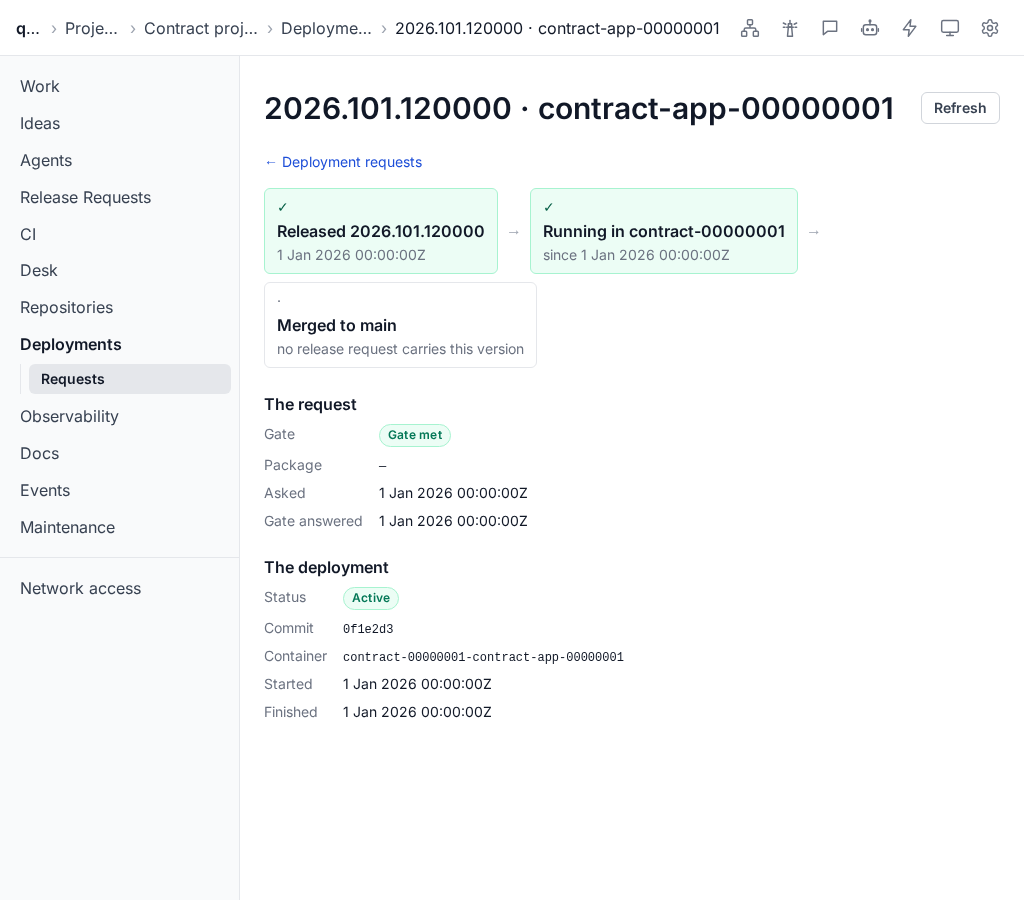 q… › Proje… › Contract proj… › Deployme… › 2026.101.120000 · contract-app-00000001
Work
Ideas
Agents
Release Requests
CI
Desk
Repositories
Deployments
Requests
Observability
Docs
Events
Maintenance
Network access
2026.101.120000 · contract-app-00000001
Refresh
← Deployment requests
✓
Released 2026.101.120000
1 Jan 2026 00:00:00Z
→
✓
Running in contract-00000001
since 1 Jan 2026 00:00:00Z
→
·
Merged to main
no release request carries this version
The request
Gate Gate met
Package –
Asked 1 Jan 2026 00:00:00Z
Gate answered 1 Jan 2026 00:00:00Z
The deployment
Status Active
Commit 0f1e2d3
Container contract-00000001-contract-app-00000001
Started 1 Jan 2026 00:00:00Z
Finished 1 Jan 2026 00:00:00Z